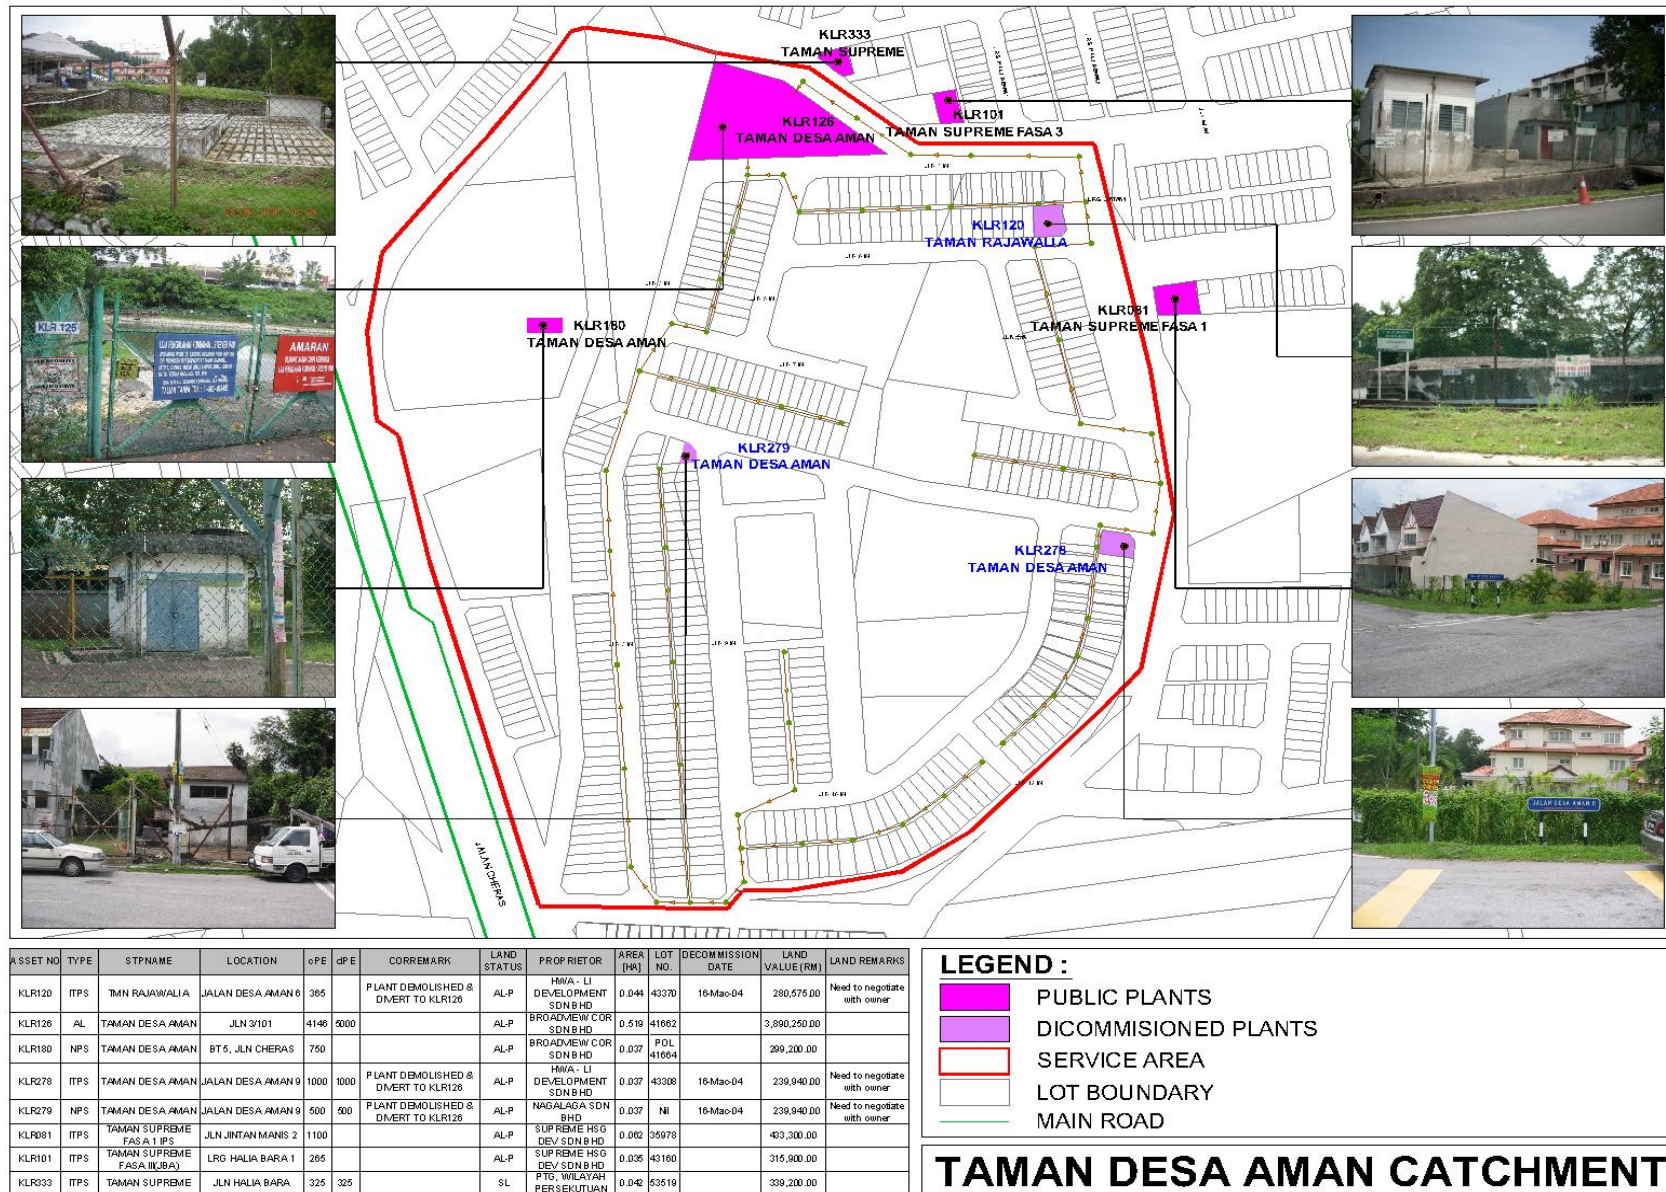 KLR333
TAMAN SUPREME
KLR101
TAMAN SUPREME FASA 3
KLR126
TAMAN DESA AMAN
KLR120
TAMAN RAJAWALLA
KLR081
TAMAN SUPREME FASA 1
KLR180
TAMAN DESA AMAN
KLR279
TAMAN DESA AMAN
KLR278
TAMAN DESA AMAN
JALAN CHERAS
KLR 126
AMARAN
JALAN DESA AMAN 9
ASSET NO TYPE STPNAME LOCATION cPE dPE CORREMARK LAND STATUS PROPRIETOR AREA [HA] LOT NO. DECOMMISSION DATE LAND VALUE (RM) LAND REMARKS
KLR120 ITPS TMN RAJAWALIA JALAN DESA AMAN 6 365 PLANT DEMOLISHED & DIVERT TO KLR126 AL-P HWA - LI DEVELOPMENT SDN BHD 0.044 43370 16-Mac-04 280,575.00 Need to negotiate with owner
KLR126 AL TAMAN DESA AMAN JLN 3/101 4146 5000 AL-P BROADVIEW COR SDN BHD 0.519 41662 3,890,250.00
KLR180 NPS TAMAN DESA AMAN BT 5, JLN CHERAS 750 AL-P BROADVIEW COR SDN BHD 0.037 POL 41664 299,200.00
KLR278 ITPS TAMAN DESA AMAN JALAN DESA AMAN 9 1000 1000 PLANT DEMOLISHED & DIVERT TO KLR126 AL-P HWA - LI DEVELOPMENT SDN BHD 0.037 43308 16-Mac-04 239,940.00 Need to negotiate with owner
KLR279 NPS TAMAN DESA AMAN JALAN DESA AMAN 9 500 500 PLANT DEMOLISHED & DIVERT TO KLR126 AL-P NAGALAGA SDN BHD 0.037 Nil 16-Mac-04 239,940.00 Need to negotiate with owner
KLR081 ITPS TAMAN SUPREME FASA 1 IPS JLN JINTAN MANIS 2 1100 AL-P SUPREME HSG DEV SDN BHD 0.062 35978 433,300.00
KLR101 ITPS TAMAN SUPREME FASA III(JBA) LRG HALIA BARA 1 265 AL-P SUPREME HSG DEV SDN BHD 0.035 43160 315,900.00
KLR333 ITPS TAMAN SUPREME JLN HALIA BARA 325 325 SL PTG, WILAYAH PERSEKUTUAN 0.042 53519 339,200.00
LEGEND :
PUBLIC PLANTS
DICOMMISIONED PLANTS
SERVICE AREA
LOT BOUNDARY
MAIN ROAD
TAMAN DESA AMAN CATCHMENT